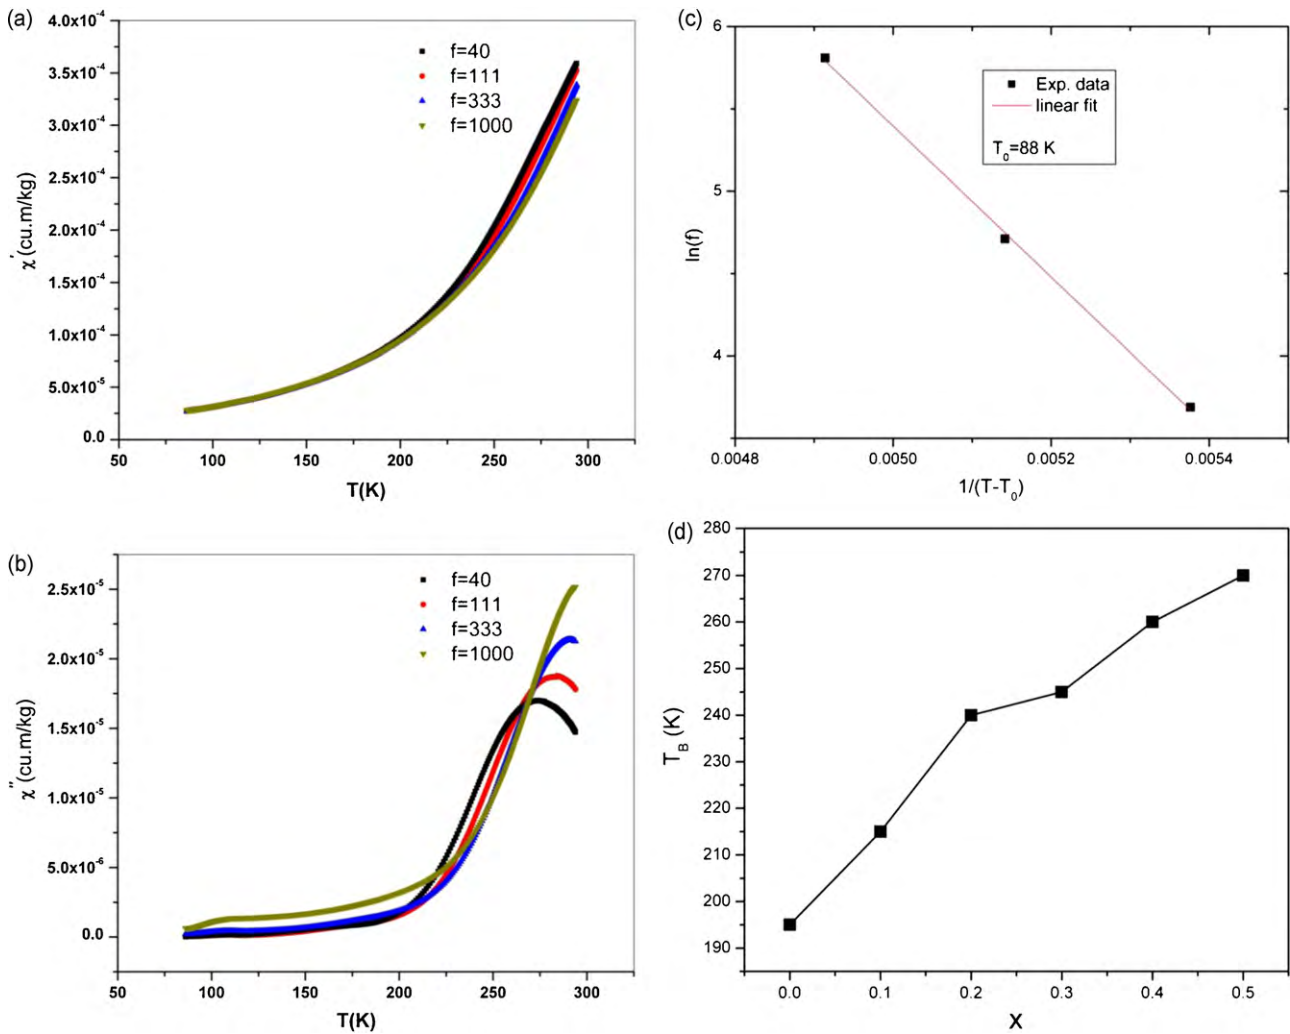 (a)
4.0x10⁻⁴
3.5x10⁻⁴
3.0x10⁻⁴
2.5x10⁻⁴
2.0x10⁻⁴
1.5x10⁻⁴
1.0x10⁻⁴
5.0x10⁻⁵
0.0
χ'(cu.m/kg)
f=40
f=111
f=333
f=1000
50 100 150 200 250 300
T(K)
(b)
2.5x10⁻⁵
2.0x10⁻⁵
1.5x10⁻⁵
1.0x10⁻⁵
5.0x10⁻⁶
0.0
χ"(cu.m/kg)
f=40
f=111
f=333
f=1000
50 100 150 200 250 300
T(K)
(c)
6
5
4
ln(f)
Exp. data
linear fit
T₀=88 K
0.0048 0.0050 0.0052 0.0054
1/(T-T₀)
(d)
280
270
260
250
240
230
220
210
200
190
T_B (K)
0.0 0.1 0.2 0.3 0.4 0.5
X